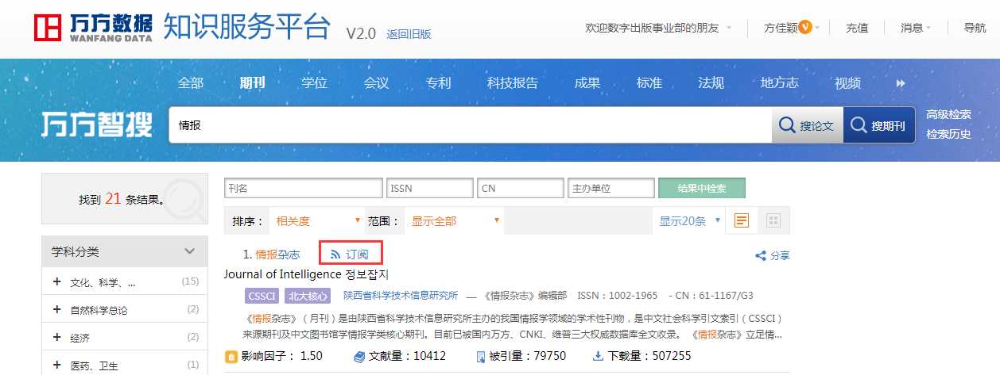 万方数据 知识服务平台 V2.0 返回旧版 欢迎数字出版事业部的朋友 方佳颖 V 充值 消息 导航
WANFANG DATA
全部 期刊 学位 会议 专利 科技报告 成果 标准 法规 地方志 视频
万方智搜 情报 搜论文 搜期刊 高级检索
检索历史
找到 21 条结果。
刊名 ISSN CN 主办单位 结果中检索
排序： 相关度 范围： 显示全部 显示20条
学科分类
+ 文化、科学、... (15)
+ 自然科学总论 (2)
+ 经济 (2)
+ 医药、卫生 (1)
1. 情报杂志 订阅 分享
Journal of Intelligence 정보잡지
CSSCI 北大核心 陕西省科学技术信息研究所 — 《情报杂志》编辑部 ISSN：1002-1965 - CN：61-1167/G3
《情报杂志》（月刊）是由陕西省科学技术信息研究所主办的我国情报学领域的学术性刊物，是中文社会科学引文索引（CSSCI）
来源期刊及中文图书馆学情报学类核心期刊。目前已被国内万方、CNKI、维普三大权威数据库全文收录。 《情报杂志》立足情...
影响因子： 1.50 文献量：10412 被引量：79750 下载量：507255